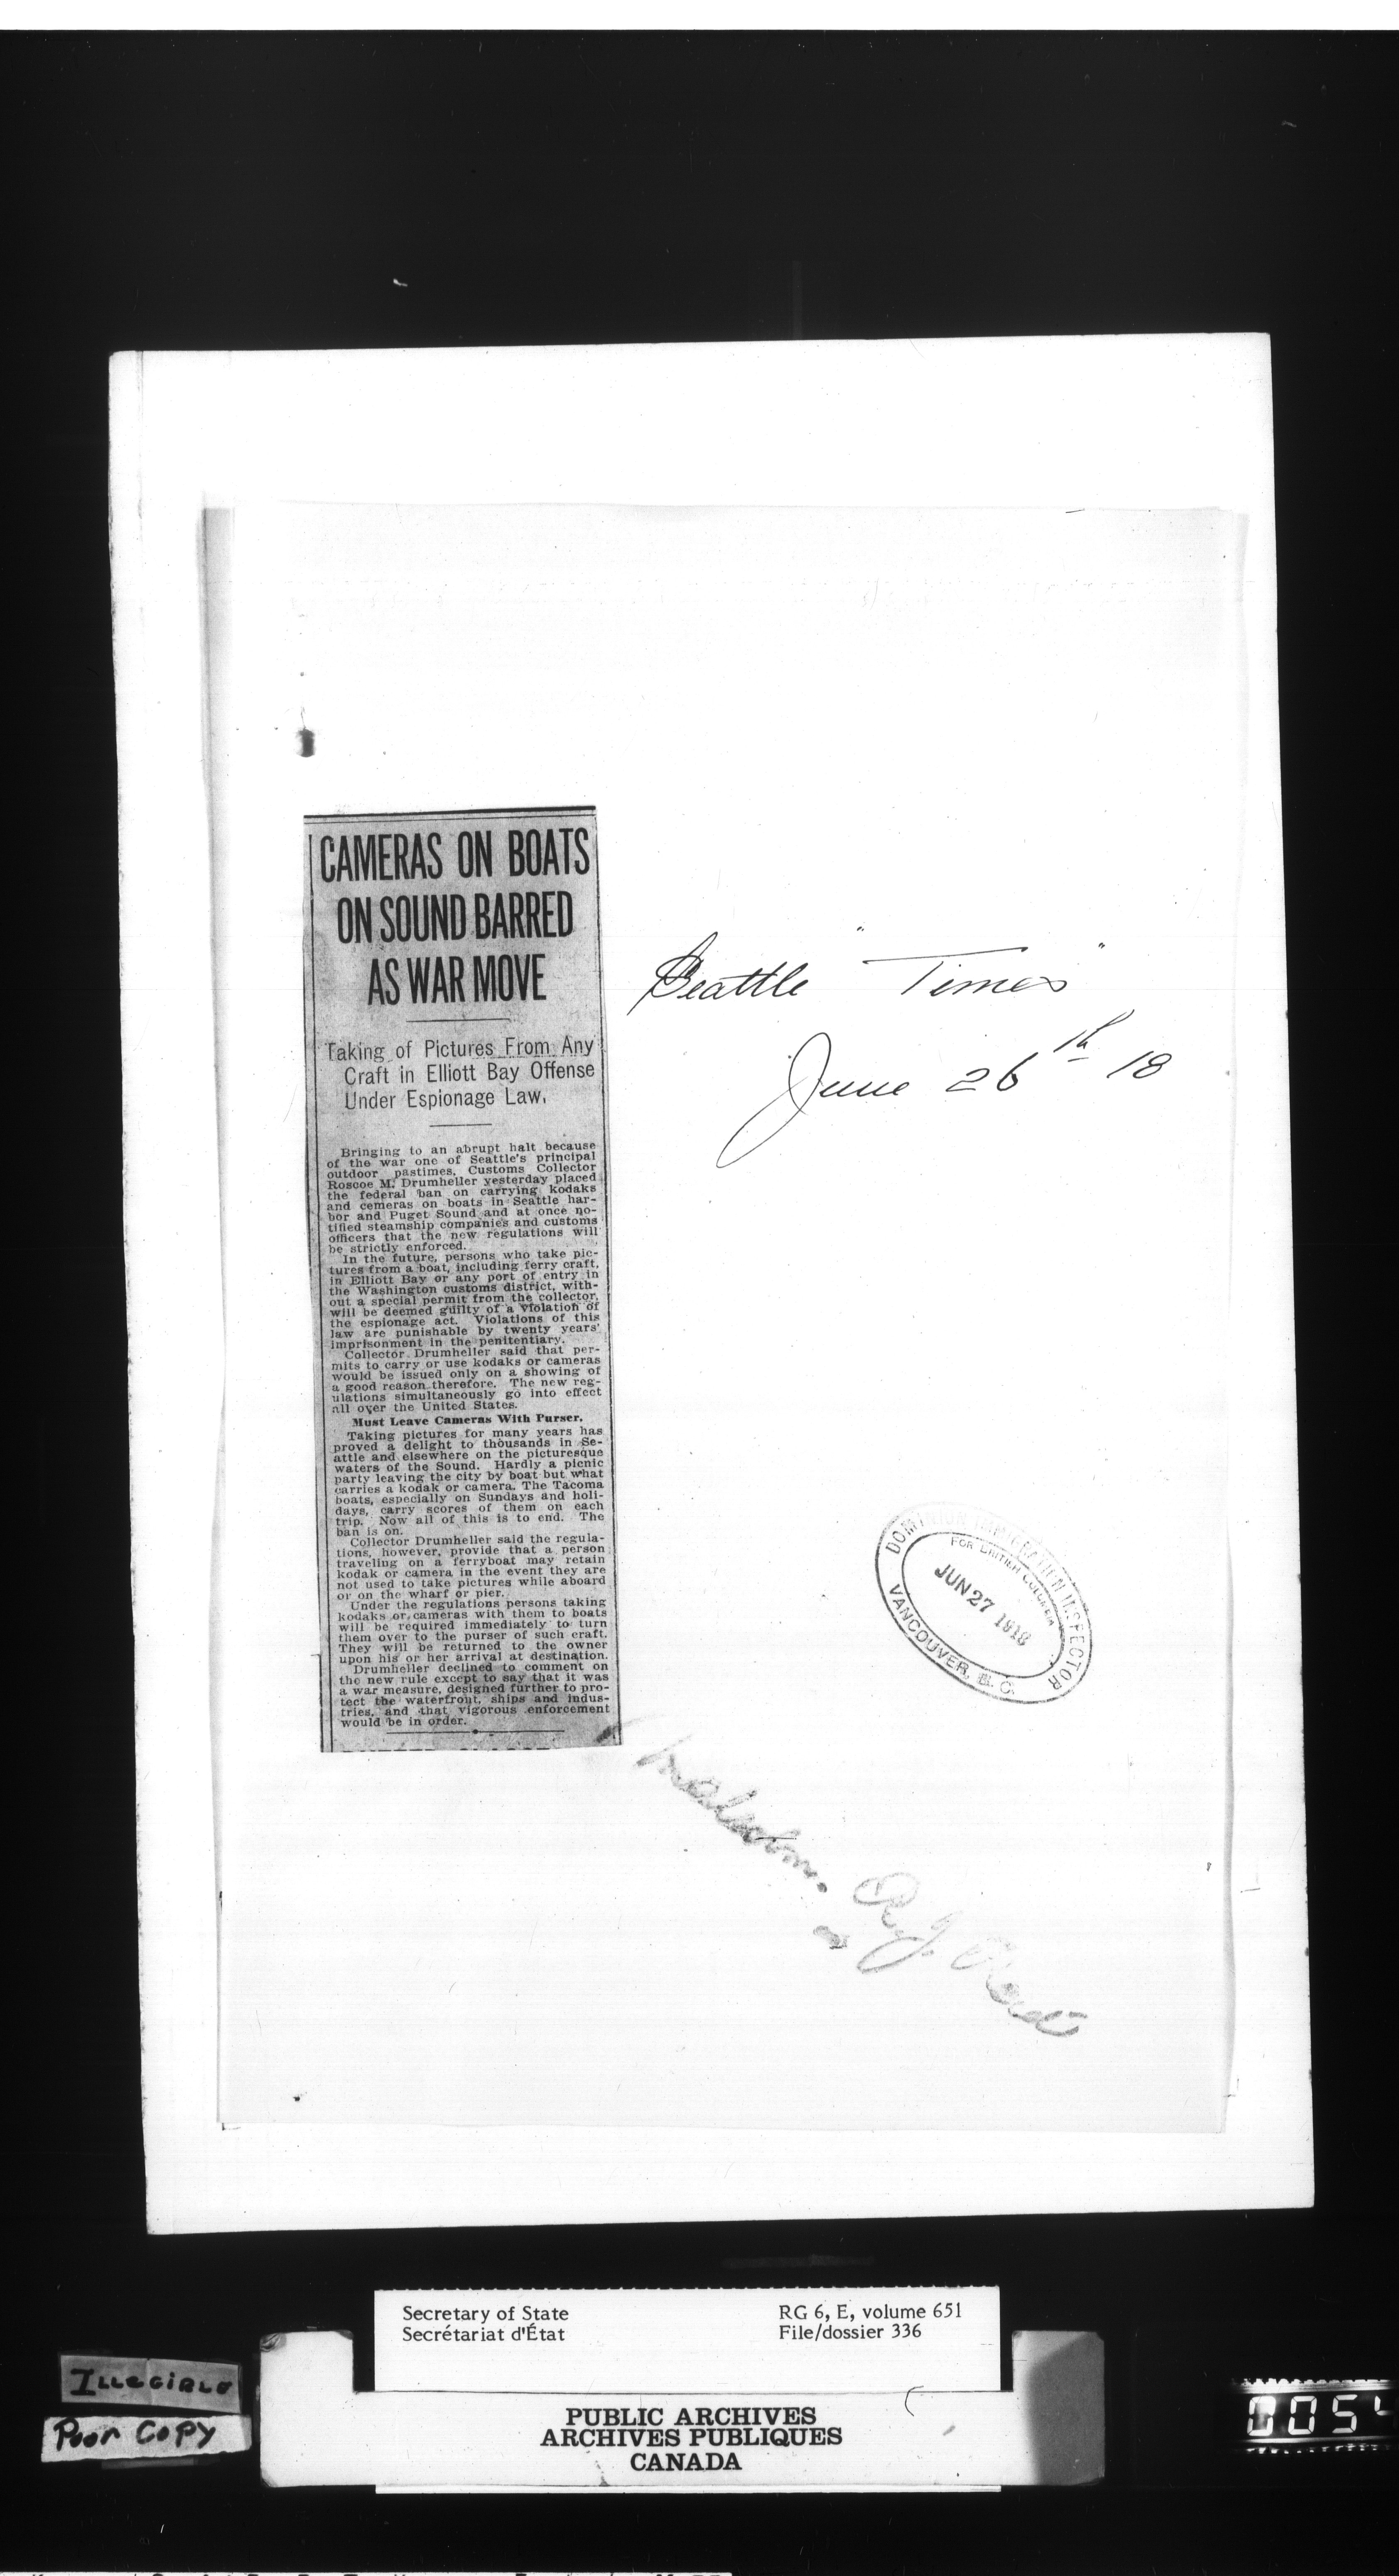 CAMERAS ON BOATS
ON SOUND BARRED
AS WAR MOVE
Taking of Pictures From Any
Craft in Elliott Bay Offense
Under Espionage Law.
Bringing to an abrupt halt because
of the war one of Seattle's principal
outdoor pastimes, Customs Collector
Roscoe M. Drumheller yesterday placed
the federal ban on carrying kodaks
and cemeras on boats in Seattle har-
bor and Puget Sound and at once no-
tified steamship companies and customs
officers that the new regulations will
be strictly enforced.
In the future, persons who take pic-
tures from a boat, including ferry craft,
in Elliott Bay or any port of entry in
the Washington customs district, with-
out a special permit from the collector,
will be deemed guilty of a violation of
the espionage act. Violations of this
law are punishable by twenty years'
imprisonment in the penitentiary.
Collector Drumheller said that per-
mits to carry or use kodaks or cameras
would be issued only on a showing of
a good reason therefore. The new reg-
ulations simultaneously go into effect
all over the United States.
Must Leave Cameras With Purser.
Taking pictures for many years has
proved a delight to thousands in Se-
attle and elsewhere on the picturesque
waters of the Sound. Hardly a picnic
party leaving the city by boat but what
carries a kodak or camera. The Tacoma
boats, especially on Sundays and holi-
days, carry scores of them on each
trip. Now all of this is to end. The
ban is on.
Collector Drumheller said the regula-
tions, however, provide that a person
traveling on a ferryboat may retain
kodak or camera in the event they are
not used to take pictures while aboard
or on the wharf or pier.
Under the regulations persons taking
kodaks or cameras with them to boats
will be required immediately to turn
them over to the purser of such craft.
They will be returned to the owner
upon his or her arrival at destination.
Drumheller declined to comment on
the new rule except to say that it was
a war measure, designed further to pro-
tect the waterfront, ships and indus-
tries, and that vigorous enforcement
would be in order.
Seattle "Times"
June 26th 18
DOMINION IMMIGRATION INSPECTOR
FOR BRITISH COLUMBIA
JUN 27 1918
VANCOUVER, B. C.
Malcolm. R. J. Reid
Secretary of State
Secrétariat d'État
RG 6, E, volume 651
File/dossier 336
Illegible
Poor Copy
PUBLIC ARCHIVES
ARCHIVES PUBLIQUES
CANADA